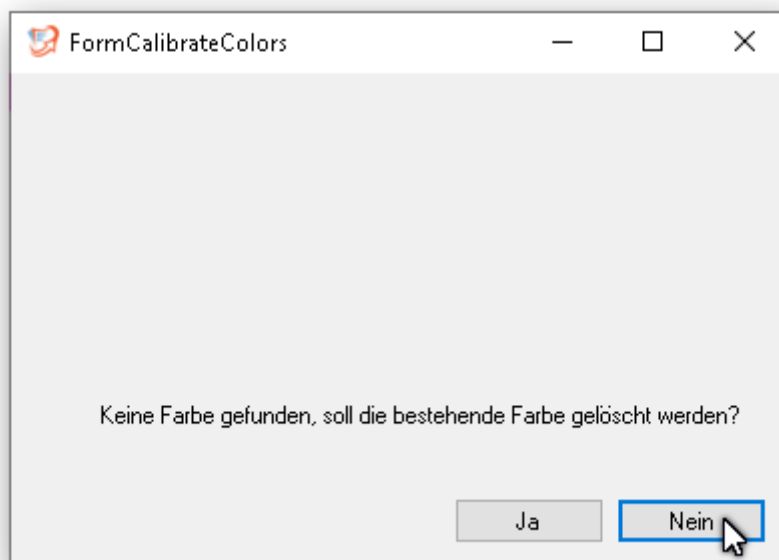 FormCalibrateColors
Keine Farbe gefunden, soll die bestehende Farbe gelöscht werden?
Ja
Nein